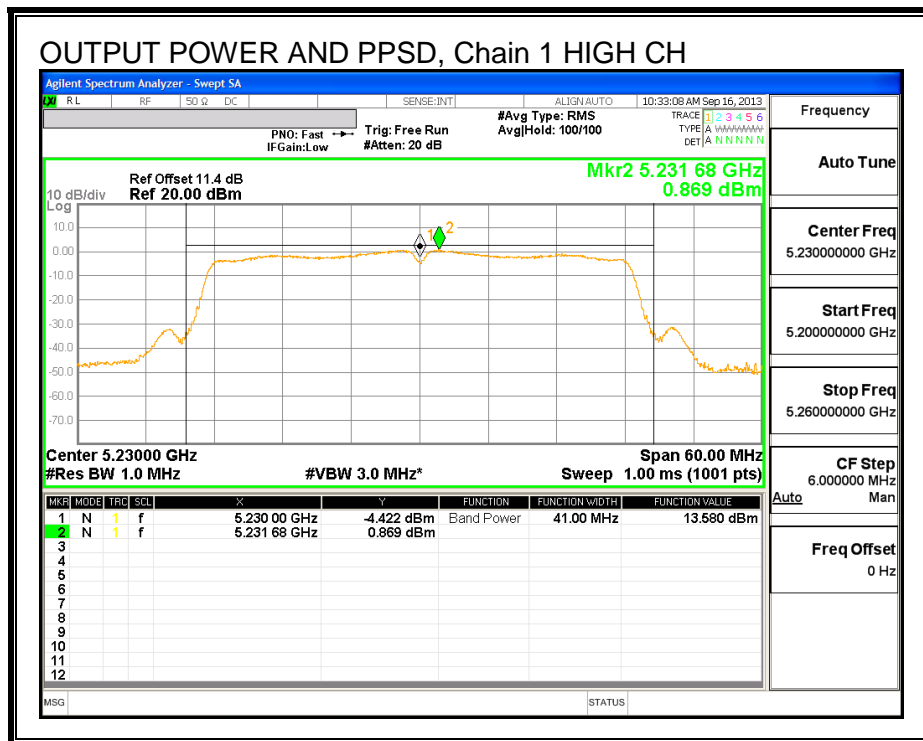 OUTPUT POWER AND PPSD, Chain 1 HIGH CH
Agilent Spectrum Analyzer - Swept SA
LXI RL RF 50 Ω DC SENSE:INT ALIGN AUTO 10:33:08 AM Sep 16, 2013
PNO: Fast
IFGain:Low
Trig: Free Run
#Atten: 20 dB
#Avg Type: RMS
Avg|Hold: 100/100
TRACE 1 2 3 4 5 6
TYPE A WWWWW
DET A N N N N N
Mkr2 5.231 68 GHz
0.869 dBm
Ref Offset 11.4 dB
10 dB/div Ref 20.00 dBm
Log
10.0
0.00
-10.0
-20.0
-30.0
-40.0
-50.0
-60.0
-70.0
1
2
Center 5.23000 GHz Span 60.00 MHz
#Res BW 1.0 MHz #VBW 3.0 MHz* Sweep 1.00 ms (1001 pts)
MKR MODE TRC SCL X Y FUNCTION FUNCTION WIDTH FUNCTION VALUE
1 N 1 f 5.230 00 GHz -4.422 dBm Band Power 41.00 MHz 13.580 dBm
2 N 1 f 5.231 68 GHz 0.869 dBm
3
4
5
6
7
8
9
10
11
12
MSG STATUS
Frequency
Auto Tune
Center Freq
5.230000000 GHz
Start Freq
5.200000000 GHz
Stop Freq
5.260000000 GHz
CF Step
6.000000 MHz
Auto Man
Freq Offset
0 Hz